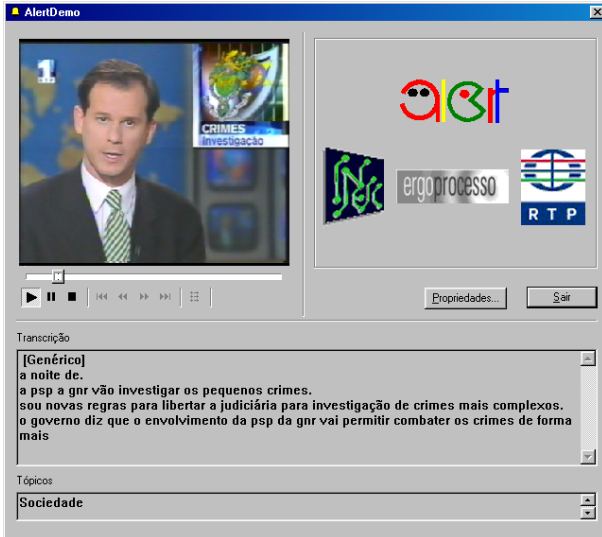 AlertDemo
1
CRIMES
Investigação
alert
INESC
ergoprocesso
RTP
Propriedades...
Sair
Transcrição
[Genérico]
a noite de.
a psp a gnr vão investigar os pequenos crimes.
sou novas regras para libertar a judiciária para investigação de crimes mais complexos.
o governo diz que o envolvimento da psp da gnr vai permitir combater os crimes de forma
mais
Tópicos
Sociedade